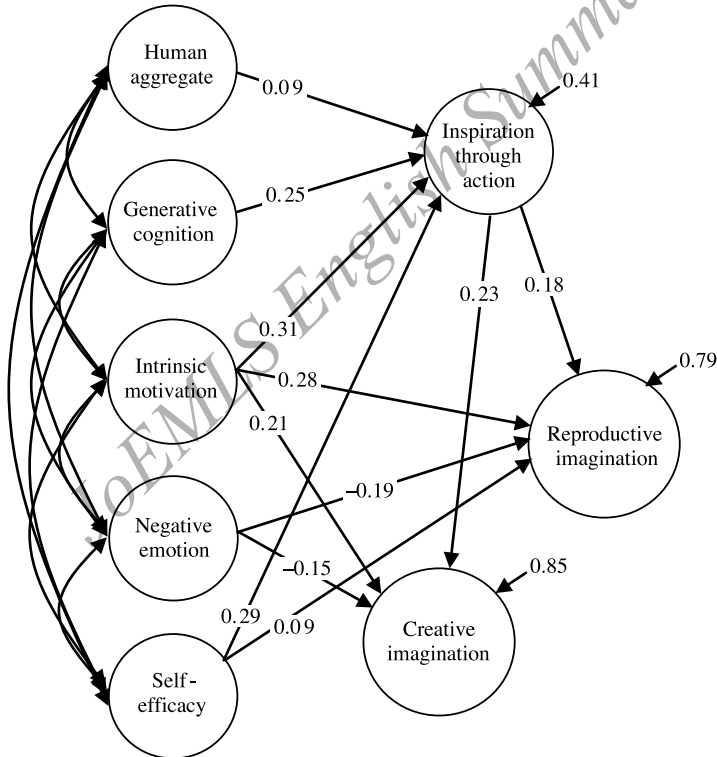 Human
aggregate
0.09
Generative
cognition
0.25
Intrinsic
motivation
0.31
0.28
0.21
Negative
emotion
−0.19
−0.15
Self-
efficacy
0.29
0.09
Inspiration
through
action
0.41
0.23
0.18
Reproductive
imagination
0.79
Creative
imagination
0.85
JoEMLS English